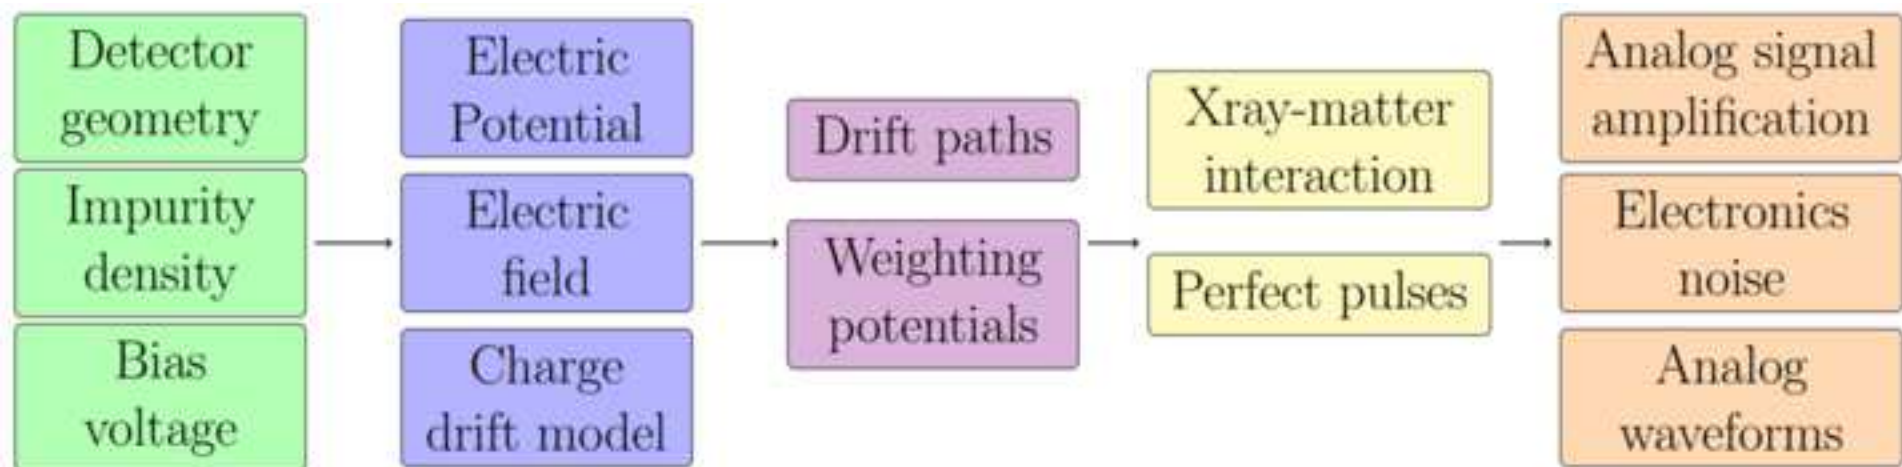 Detector
geometry
Impurity
density
Bias
voltage
Electric
Potential
Electric
field
Charge
drift model
Drift paths
Weighting
potentials
Xray-matter
interaction
Perfect pulses
Analog signal
amplification
Electronics
noise
Analog
waveforms